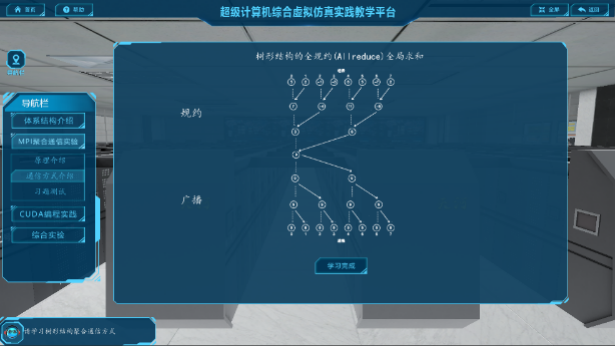 首页
帮助
超级计算机综合虚拟仿真实践教学平台
全屏
返回
导航栏
体系结构介绍
MPI聚合通信实验
原理介绍
通信方式介绍
习题测试
CUDA编程实践
综合实验
树形结构的全规约(Allreduce)全局求和
规约
广播
学习完成
请学习树形结构聚合通信方式